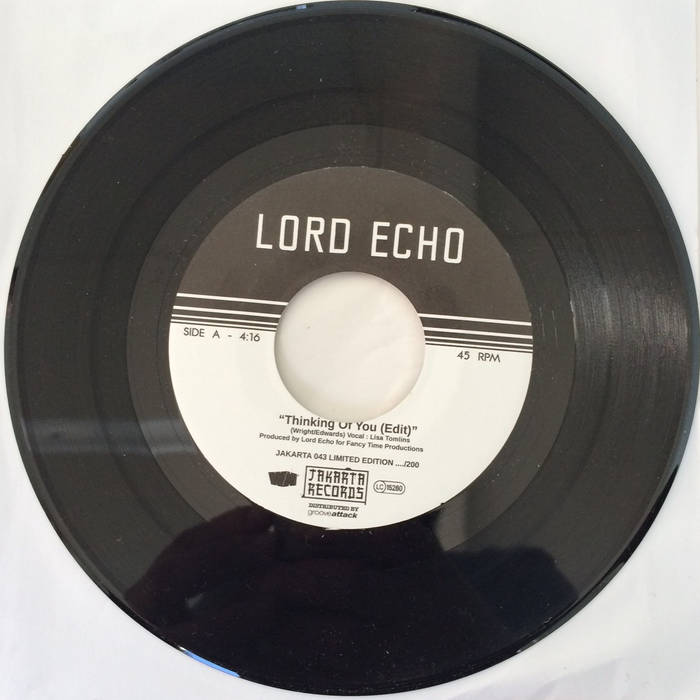 LORD ECHO
SIDE A - 4:16
45 RPM
“Thinking Of You (Edit)”
(Wright/Edwards) Vocal : Lisa Tomlins
Produced by Lord Echo for Fancy Time Productions
JAKARTA 043 LIMITED EDITION ..../200
JAKARTA
RECORDS
LC 15280
DISTRIBUTED BY
grooveattack